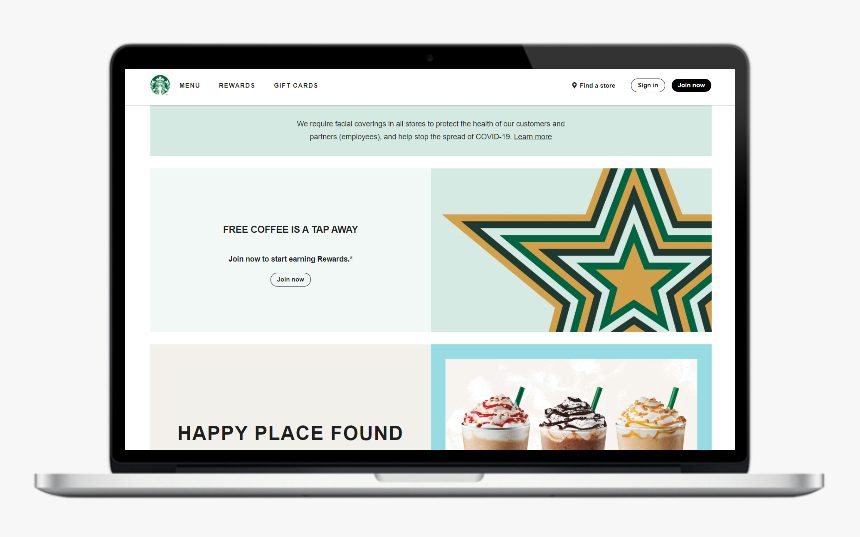 MENU REWARDS GIFT CARDS Find a store Sign in Join now
We require facial coverings in all stores to protect the health of our customers and
partners (employees), and help stop the spread of COVID-19. Learn more
FREE COFFEE IS A TAP AWAY
Join now to start earning Rewards.*
Join now
HAPPY PLACE FOUND